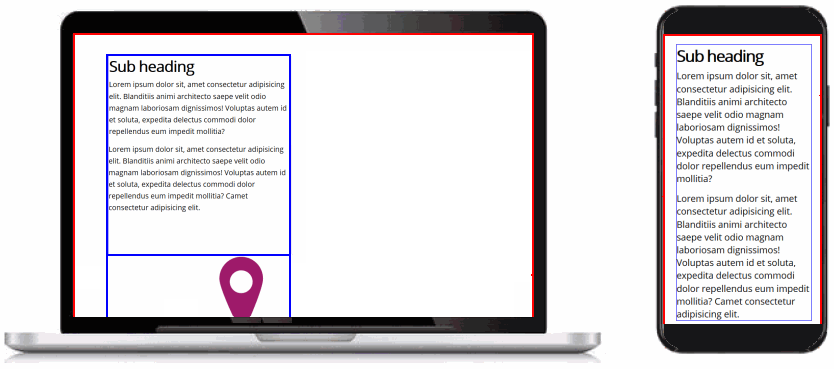 Sub heading
Lorem ipsum dolor sit, amet consectetur adipisicing
elit. Blanditiis animi architecto saepe velit odio
magnam laboriosam dignissimos! Voluptas autem id
et soluta, expedita delectus commodi dolor
repellendus eum impedit mollitia?
Lorem ipsum dolor sit, amet consectetur adipisicing
elit. Blanditiis animi architecto saepe velit odio
magnam laboriosam dignissimos! Voluptas autem id
et soluta, expedita delectus commodi dolor
repellendus eum impedit mollitia? Camet
consectetur adipisicing elit.
Sub heading
Lorem ipsum dolor sit, amet
consectetur adipisicing elit.
Blanditiis animi architecto
saepe velit odio magnam
laboriosam dignissimos!
Voluptas autem id et soluta,
expedita delectus commodi
dolor repellendus eum impedit
mollitia?
Lorem ipsum dolor sit, amet
consectetur adipisicing elit.
Blanditiis animi architecto
saepe velit odio magnam
laboriosam dignissimos!
Voluptas autem id et soluta,
expedita delectus commodi
dolor repellendus eum impedit
mollitia? Camet consectetur
adipisicing elit.